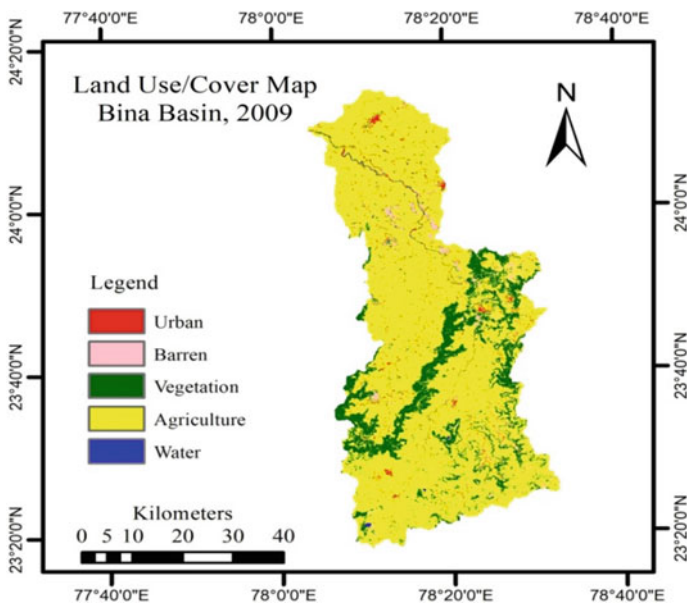 77°40'0"E 78°0'0"E 78°20'0"E 78°40'0"E
24°20'0"N
Land Use/Cover Map
Bina Basin, 2009
N
24°0'0"N 24°0'0"N
Legend
Urban
Barren
Vegetation
Agriculture
Water
23°40'0"N 23°40'0"N
Kilometers
0 5 10 20 30 40
23°20'0"N 23°20'0"N
77°40'0"E 78°0'0"E 78°20'0"E 78°40'0"E